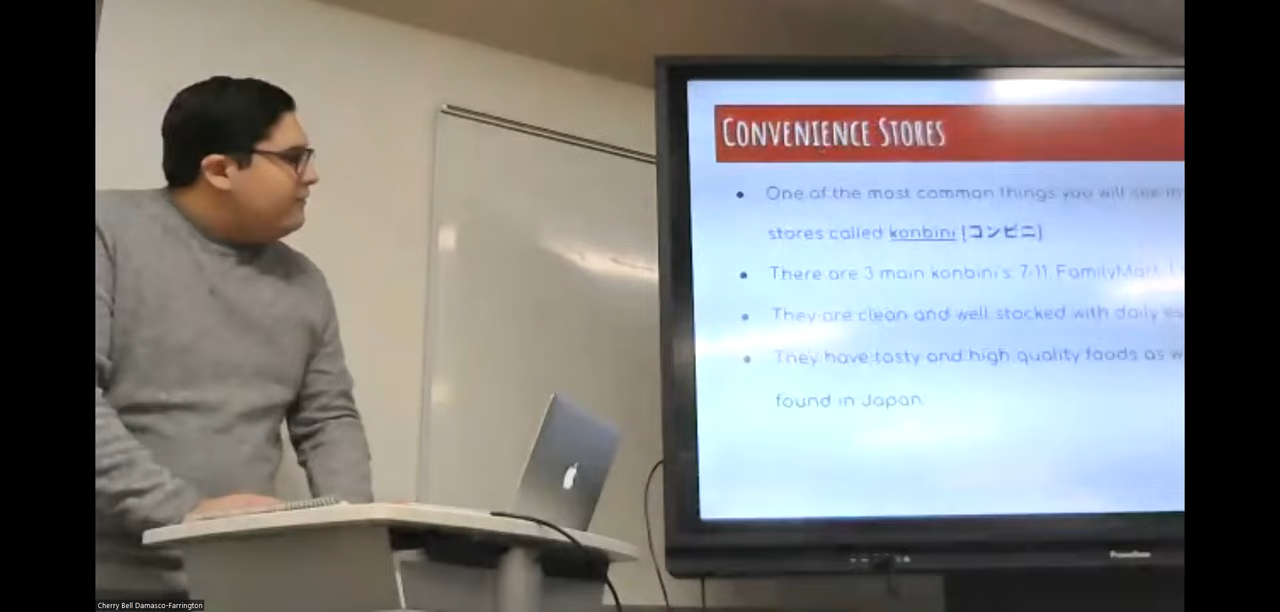 CONVENIENCE STORES
One of the most common things you will see in
stores called konbini (コンビニ)
There are 3 main konbini's 7-11 FamilyMart
They are clean and well stocked with daily
They have tasty and high quality foods as
found in Japan
Promethean
Cherry Bell Damasco-Farrington